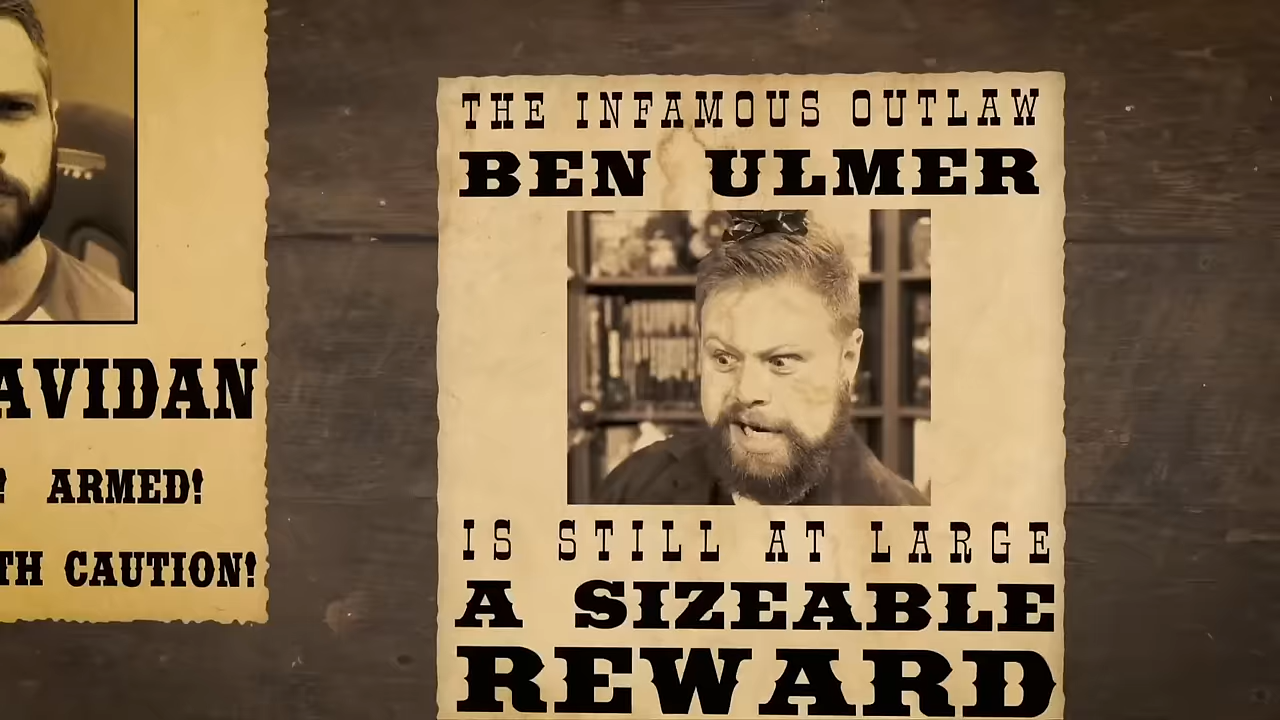 AVIDAN
! ARMED!
TH CAUTION!
THE INFAMOUS OUTLAW
BEN ULMER
IS STILL AT LARGE
A SIZEABLE
REWARD